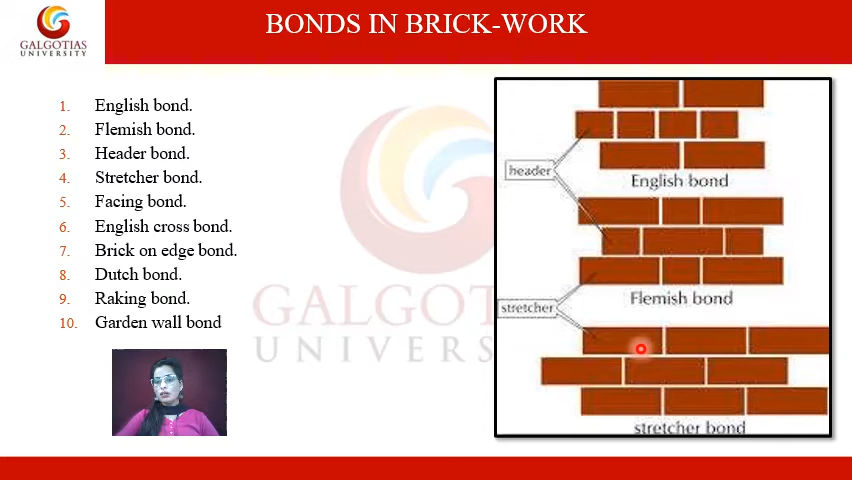 BONDS IN BRICK-WORK
GALGOTIAS
UNIVERSITY
1. English bond.
2. Flemish bond.
3. Header bond.
4. Stretcher bond.
5. Facing bond.
6. English cross bond.
7. Brick on edge bond.
8. Dutch bond.
9. Raking bond.
10. Garden wall bond
header
English bond
Flemish bond
stretcher
stretcher bond
GALGOTIAS
UNIVERSITY